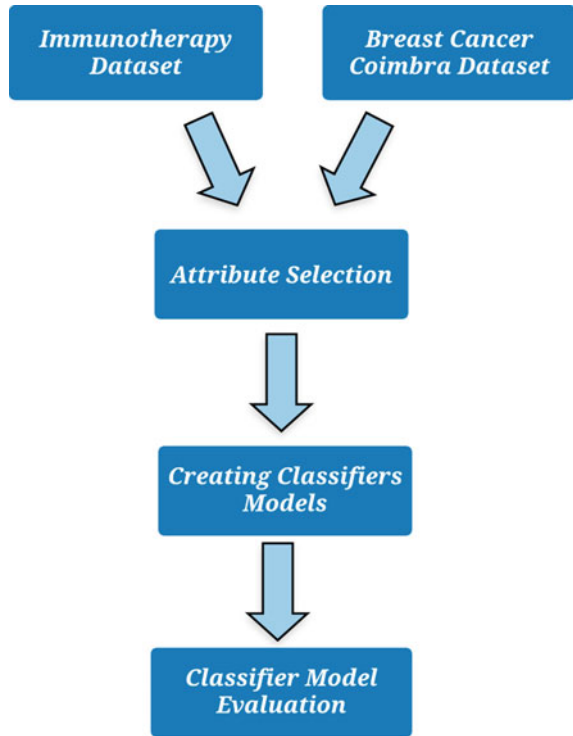 Immunotherapy
Dataset
Breast Cancer
Coimbra Dataset
Attribute Selection
Creating Classifiers
Models
Classifier Model
Evaluation